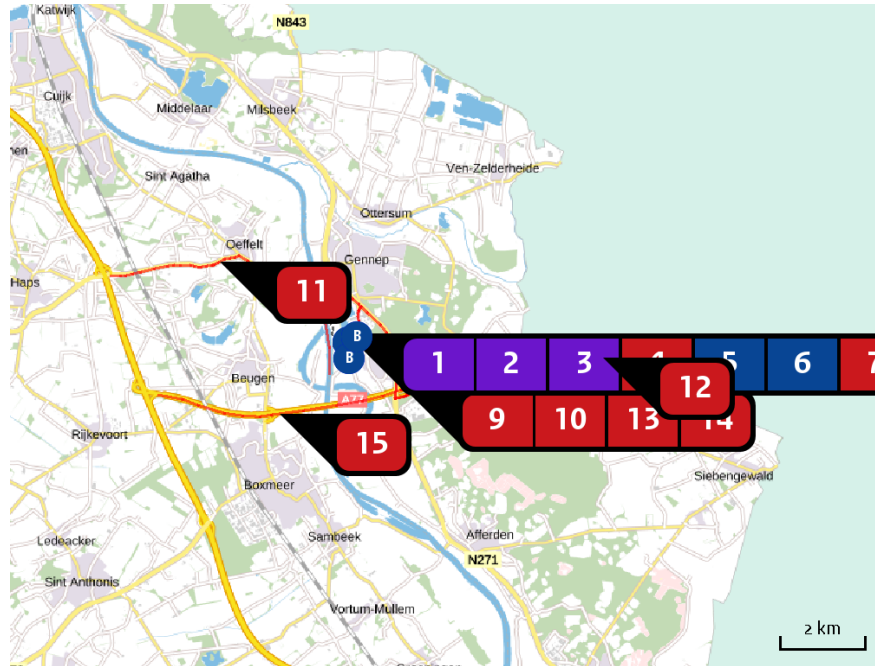 Katwijk
N843
Cuijk
Middelaar
Milsbeek
Ven-Zelderheide
Sint Agatha
Ottersum
Oeffelt
Gennep
Haps
11
B
B
1 2 3 5 6 7
12
Beugen
A77
9 10 13 14
15
Rijkevoort
Siebengewald
Boxmeer
Sambeek
Afferden
Ledeacker
N271
Sint Anthonis
Vortum-Mullem
2 km